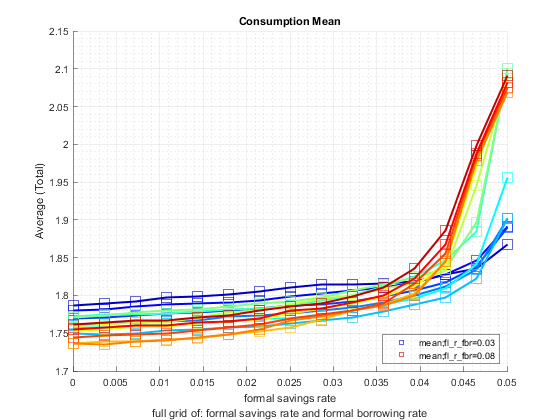 Consumption Mean
2.15
2.1
2.05
2
1.95
1.9
1.85
1.8
1.75
1.7
Average (Total)
mean;fl_r_fbr=0.03
mean;fl_r_fbr=0.08
0 0.005 0.01 0.015 0.02 0.025 0.03 0.035 0.04 0.045 0.05
formal savings rate
full grid of: formal savings rate and formal borrowing rate